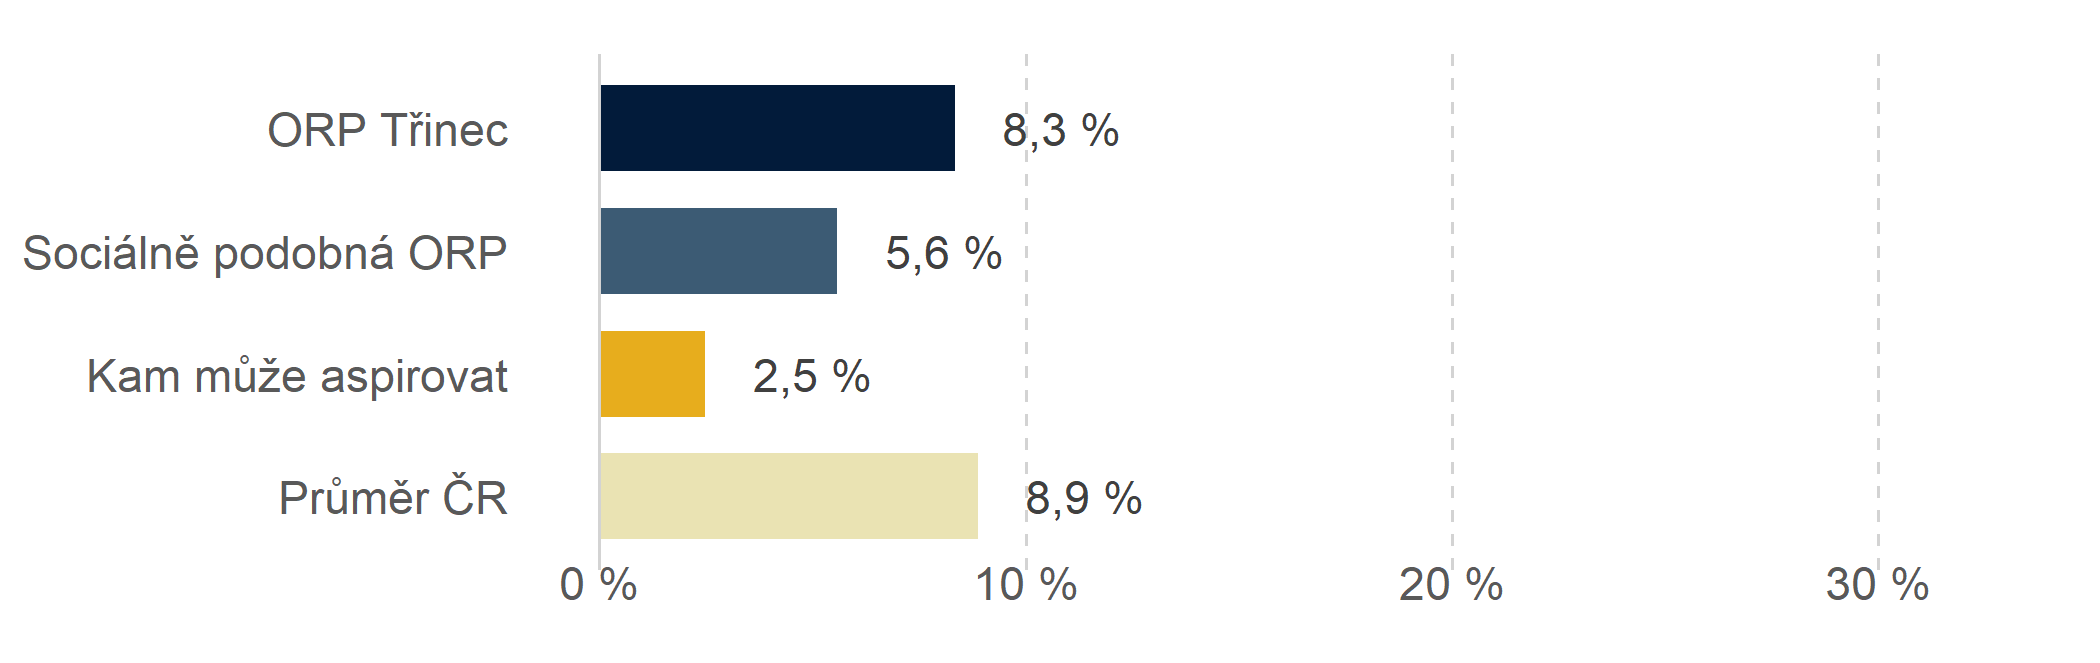 ORP Třinec 8,3 %
Sociálně podobná ORP 5,6 %
Kam může aspirovat 2,5 %
Průměr ČR 8,9 %
0 % 10 % 20 % 30 %